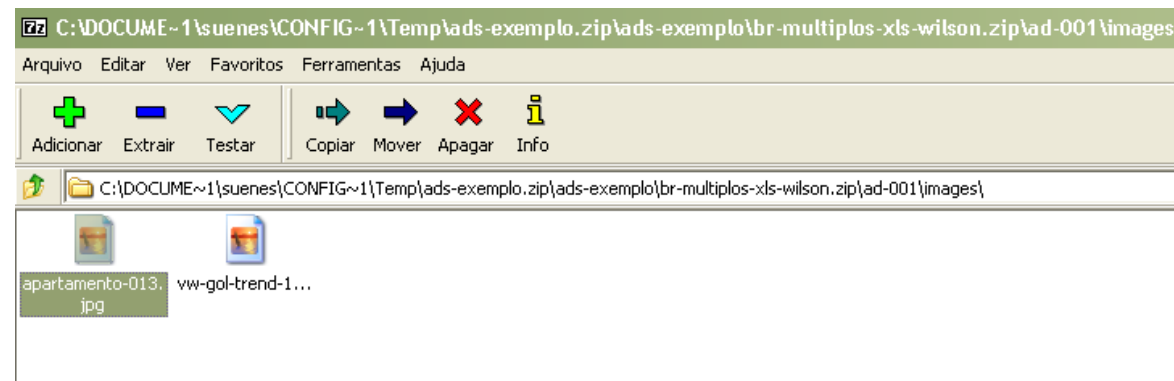 7z C:\DOCUME~1\suenes\CONFIG~1\Temp\ads-exemplo.zip\ads-exemplo\br-multiplos-xls-wilson.zip\ad-001\images
Arquivo Editar Ver Favoritos Ferramentas Ajuda
Adicionar Extrair Testar Copiar Mover Apagar Info
C:\DOCUME~1\suenes\CONFIG~1\Temp\ads-exemplo.zip\ads-exemplo\br-multiplos-xls-wilson.zip\ad-001\images\
apartamento-013. vw-gol-trend-1...
jpg